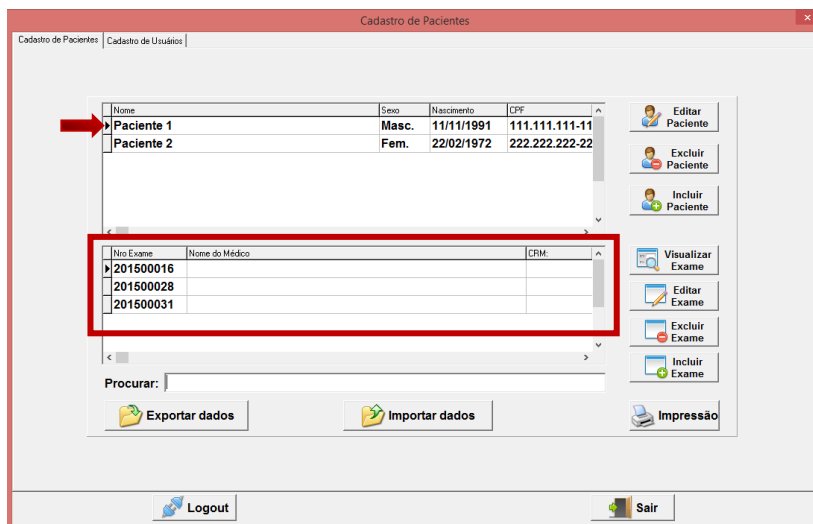 Cadastro de Pacientes
Cadastro de Pacientes Cadastro de Usuários
Nome Sexo Nascimento CPF
Paciente 1 Masc. 11/11/1991 111.111.111-11
Paciente 2 Fem. 22/02/1972 222.222.222-22
Editar
Paciente
Excluir
Paciente
Incluir
Paciente
Nro Exame Nome do Médico CRM:
201500016
201500028
201500031
Visualizar
Exame
Editar
Exame
Excluir
Exame
Incluir
Exame
Procurar:
Exportar dados Importar dados Impressão
Logout Sair